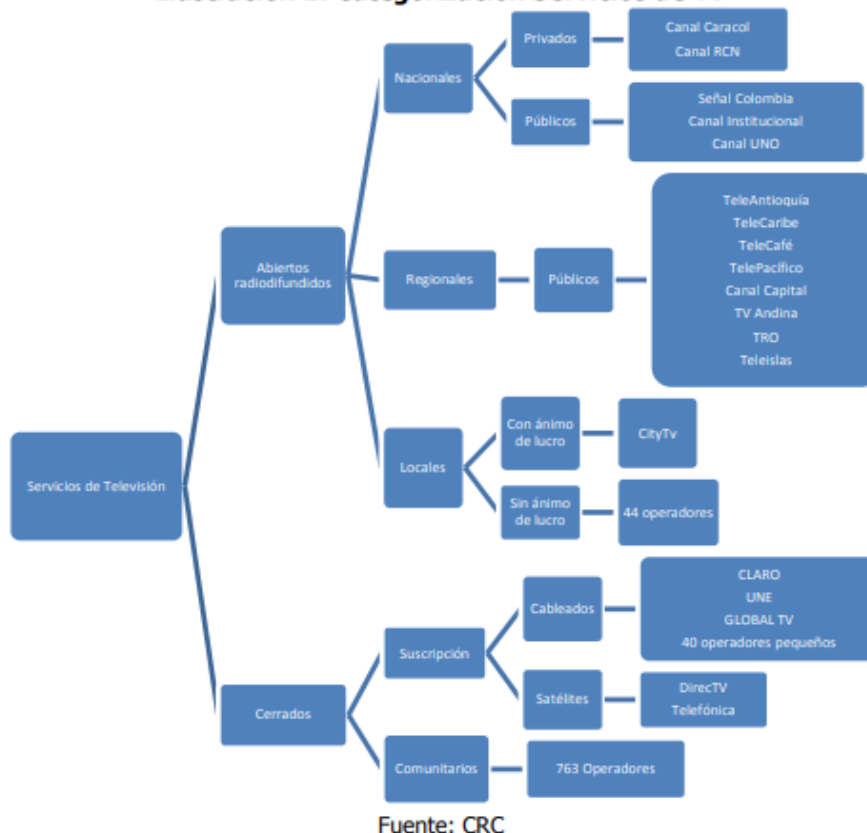 Nacionales
Privados
Canal Caracol
Canal RCN
Públicos
Señal Colombia
Canal Institucional
Canal UNO
Abiertos
radiodifundidos
Regionales
Públicos
TeleAntioquía
TeleCaribe
TeleCafé
TelePacífico
Canal Capital
TV Andina
TRO
Teleislas
Locales
Con ánimo
de lucro
CityTv
Sin ánimo
de lucro
44 operadores
Servicios de Televisión
Cerrados
Suscripción
Cableados
CLARO
UNE
GLOBAL TV
40 operadores pequeños
Satélites
DirecTV
Telefónica
Comunitarios
763 Operadores
Fuente: CRC